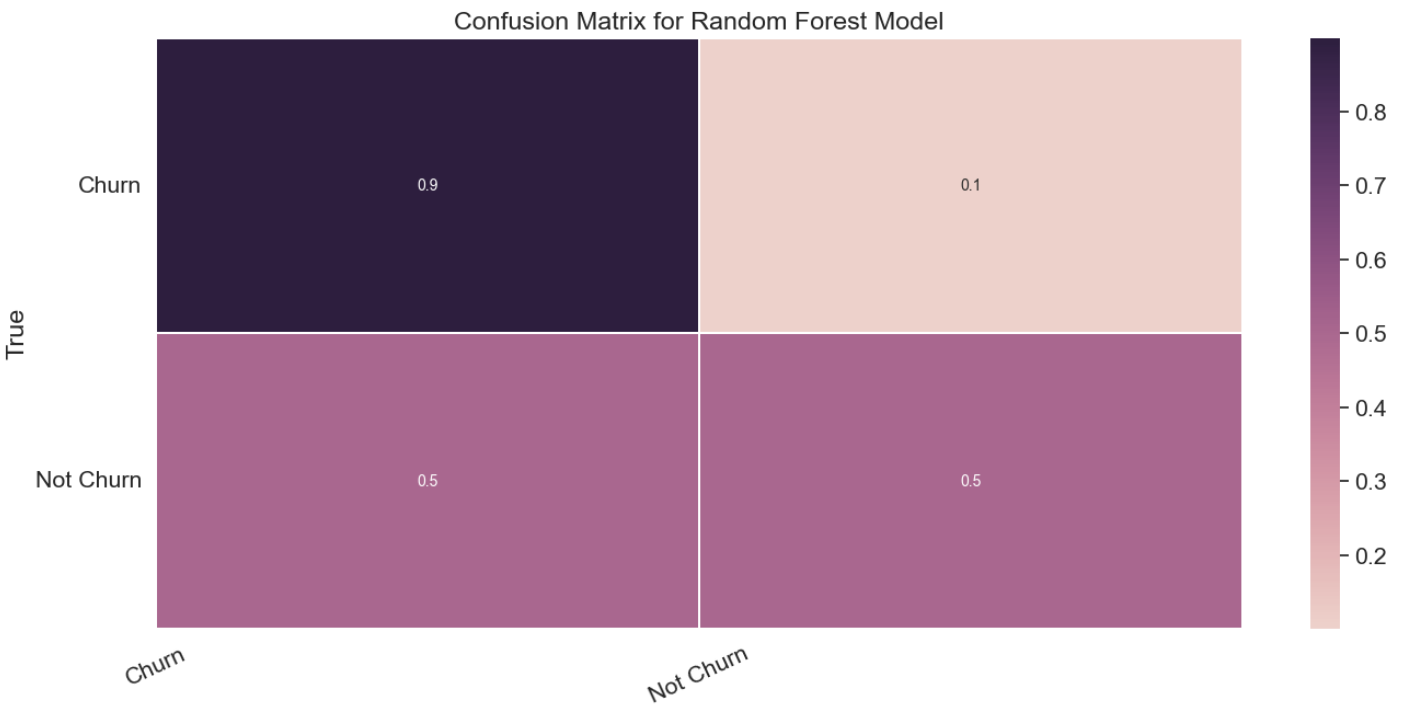 Confusion Matrix for Random Forest Model
True
Churn
0.9
0.1
Not Churn
0.5
0.5
Churn
Not Churn
0.8
0.7
0.6
0.5
0.4
0.3
0.2